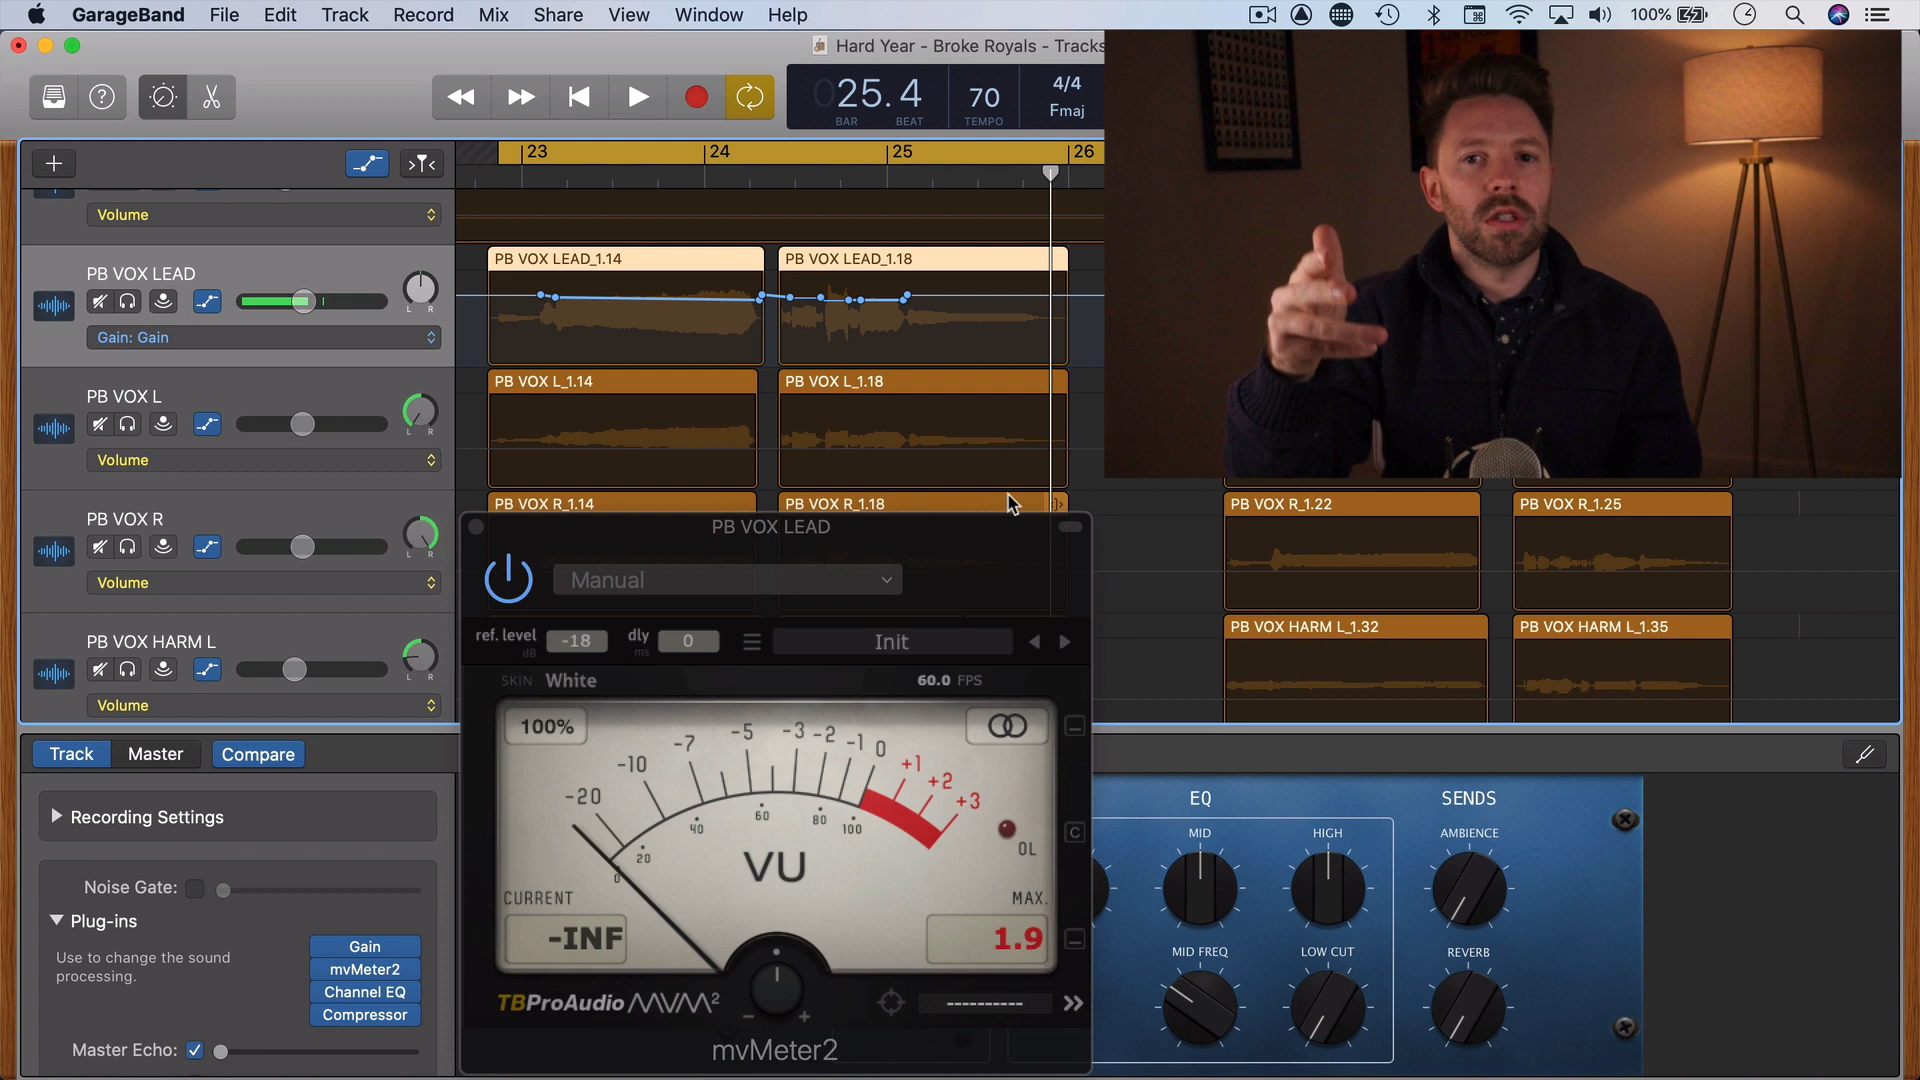 GarageBand File Edit Track Record Mix Share View Window Help
100%
Hard Year - Broke Royals - Tracks
025.4
BAR BEAT
70
TEMPO
4/4
Fmaj
23 24 25 26
Volume
PB VOX LEAD
L R
Gain: Gain
PB VOX LEAD_1.14
PB VOX LEAD_1.18
PB VOX L
L R
Volume
PB VOX L_1.14
PB VOX L_1.18
PB VOX R
L R
Volume
PB VOX R_1.14
PB VOX R_1.18
PB VOX R_1.22
PB VOX R_1.25
PB VOX HARM L
L R
Volume
PB VOX HARM L_1.32
PB VOX HARM L_1.35
PB VOX LEAD
Manual
ref. level
dB
-18
dly
ms
0
Init
SKIN White
60.0 FPS
100%
-20 -10 -7 -5 -3 -2 -1 0 +1 +2 +3
0 20 40 60 80 100
VU
OL
C
CURRENT
-INF
MAX.
1.9
TBProAudio MVM2
- +
----------
mvMeter2
Track Master Compare
Recording Settings
Noise Gate:
Plug-ins
Use to change the sound
processing.
Gain
mvMeter2
Channel EQ
Compressor
Master Echo:
EQ
MID
HIGH
MID FREQ
LOW CUT
SENDS
AMBIENCE
REVERB